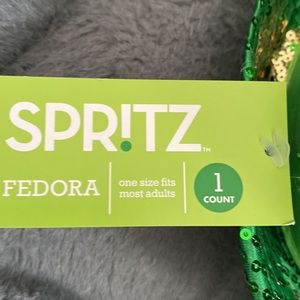 SPR!TZ™
FEDORA
one size fits
most adults
1
COUNT